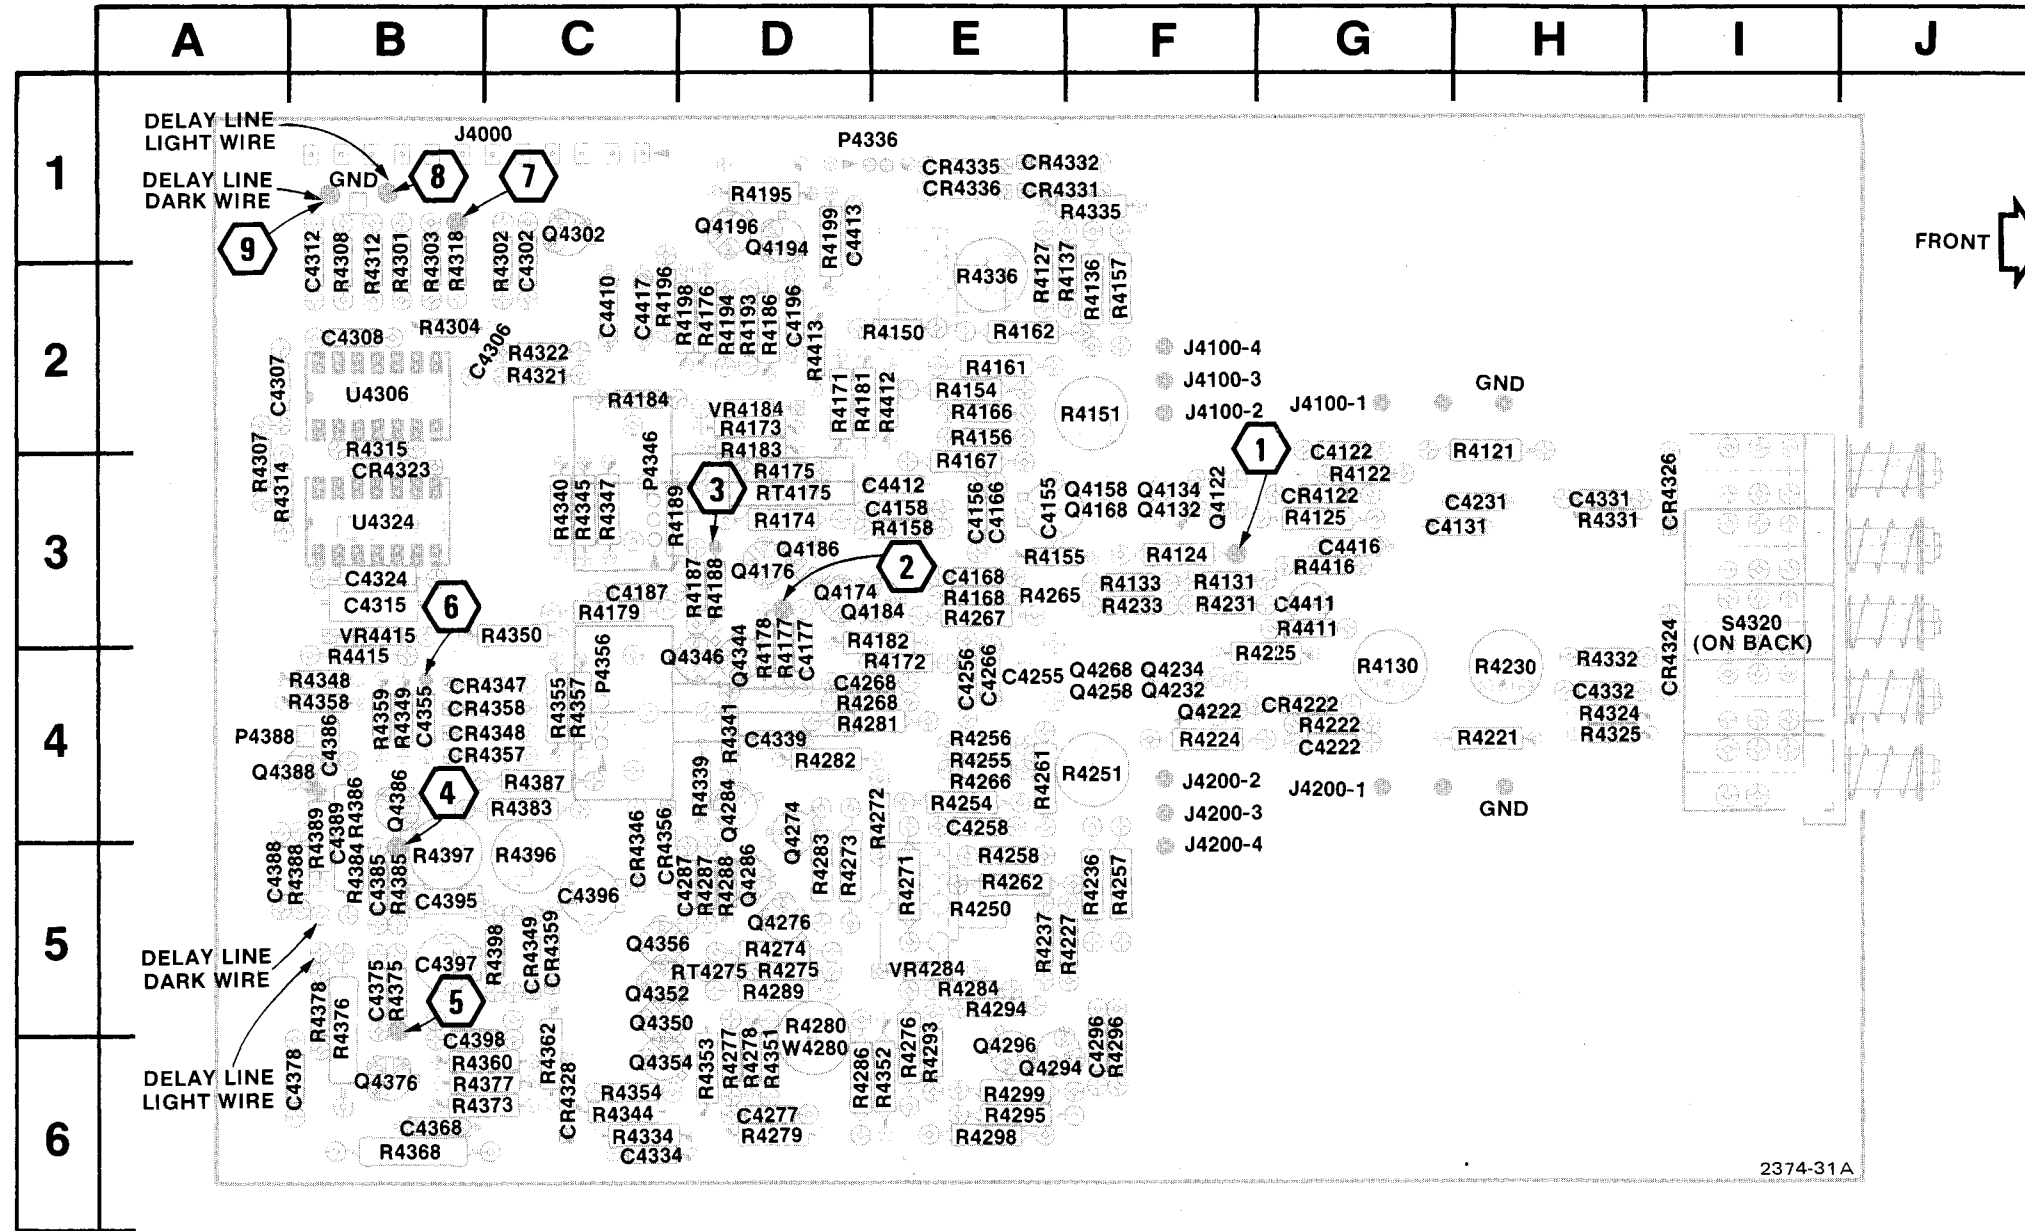 A B C D E F G H I J
1
DELAY LINE
LIGHT WIRE
J4000
P4336
DELAY LINE
DARK WIRE
GND
8
7
9
CR4335 CR4332
CR4336 CR4331
R4335
R4195
Q4196
Q4194
R4199
C4413
Q4302
FRONT
C4312
R4308
R4312
R4301
R4303
R4318
R4302
C4302
R4336
R4127
R4137
R4136
R4157
2
C4410
C4417
R4196
R4198
R4176
R4194
R4193
R4186
C4196
R4413
C4308
R4304
C4306
R4322
R4321
C4307
U4306
R4150
R4162
R4161
R4154
R4166
R4156
R4167
R4151
J4100-4
J4100-3
J4100-2
J4100-1
GND
R4184
VR4184
R4173
R4183
R4171
R4181
R4412
R4307
R4314
R4315
CR4323
U4324
P4346
R4340
R4345
R4347
R4189
3
R4175
RT4175
R4174
C4412
C4158
R4158
C4156
C4166
C4155
Q4158 Q4134
Q4168 Q4132
Q4122
1
C4122
R4122
CR4122
R4125
R4121
C4231
C4131
C4331
R4331
CR4326
3
C4324
C4315
6
VR4415
R4415
R4350
C4187
R4179
R4187
R4188
Q4186
Q4176
Q4174
Q4184
2
C4168
R4168
R4267
R4155
R4265
R4124
R4133 R4131
R4233 R4231
C4416
R4416
C4411
R4411
S4320
(ON BACK)
CR4324
R4348
R4358
P4356
Q4346
Q4344
R4178
R4177
C4177
R4182
R4172
C4256
C4266
C4255
Q4268 Q4234
Q4258 Q4232
R4225
R4130
R4230
R4332
C4332
R4324
R4325
4
P4388
C4386
R4359
R4349
C4355
CR4347
CR4358
CR4348
CR4357
R4355
R4357
R4341
C4268
R4268
R4281
C4339
R4282
Q4222
R4224
CR4222
R4222
C4222
R4221
Q4388
4
R4387
R4383
R4339
Q4284
Q4274
R4272
R4256
R4255
R4266
R4254
C4258
R4261
R4251
J4200-2
J4200-3
J4200-4
J4200-1
GND
R4389
C4389
R4386
Q4386
C4388
R4388
R4384
C4385
R4385
R4397
R4396
C4395
C4396
CR4346
CR4356
C4287
R4287
R4288
Q4286
R4283
R4273
R4271
R4258
R4262
R4250
R4236
R4257
5
DELAY LINE
DARK WIRE
R4378
R4376
C4375
R4375
C4397
5
R4398
CR4349
CR4359
Q4356
Q4352
Q4350
Q4354
Q4276
R4274
RT4275 R4275
R4289
R4280
W4280
VR4284
R4284
R4294
R4237
R4227
DELAY LINE
LIGHT WIRE
C4378
Q4376
C4398
R4360
R4377
R4373
C4368
R4368
6
R4362
CR4328
R4354
R4344
R4334
C4334
R4353
R4277
R4278
R4351
C4277
R4279
R4286
R4352
R4276
R4293
Q4296
Q4294
C4296
R4296
R4299
R4295
R4298
2374-31A